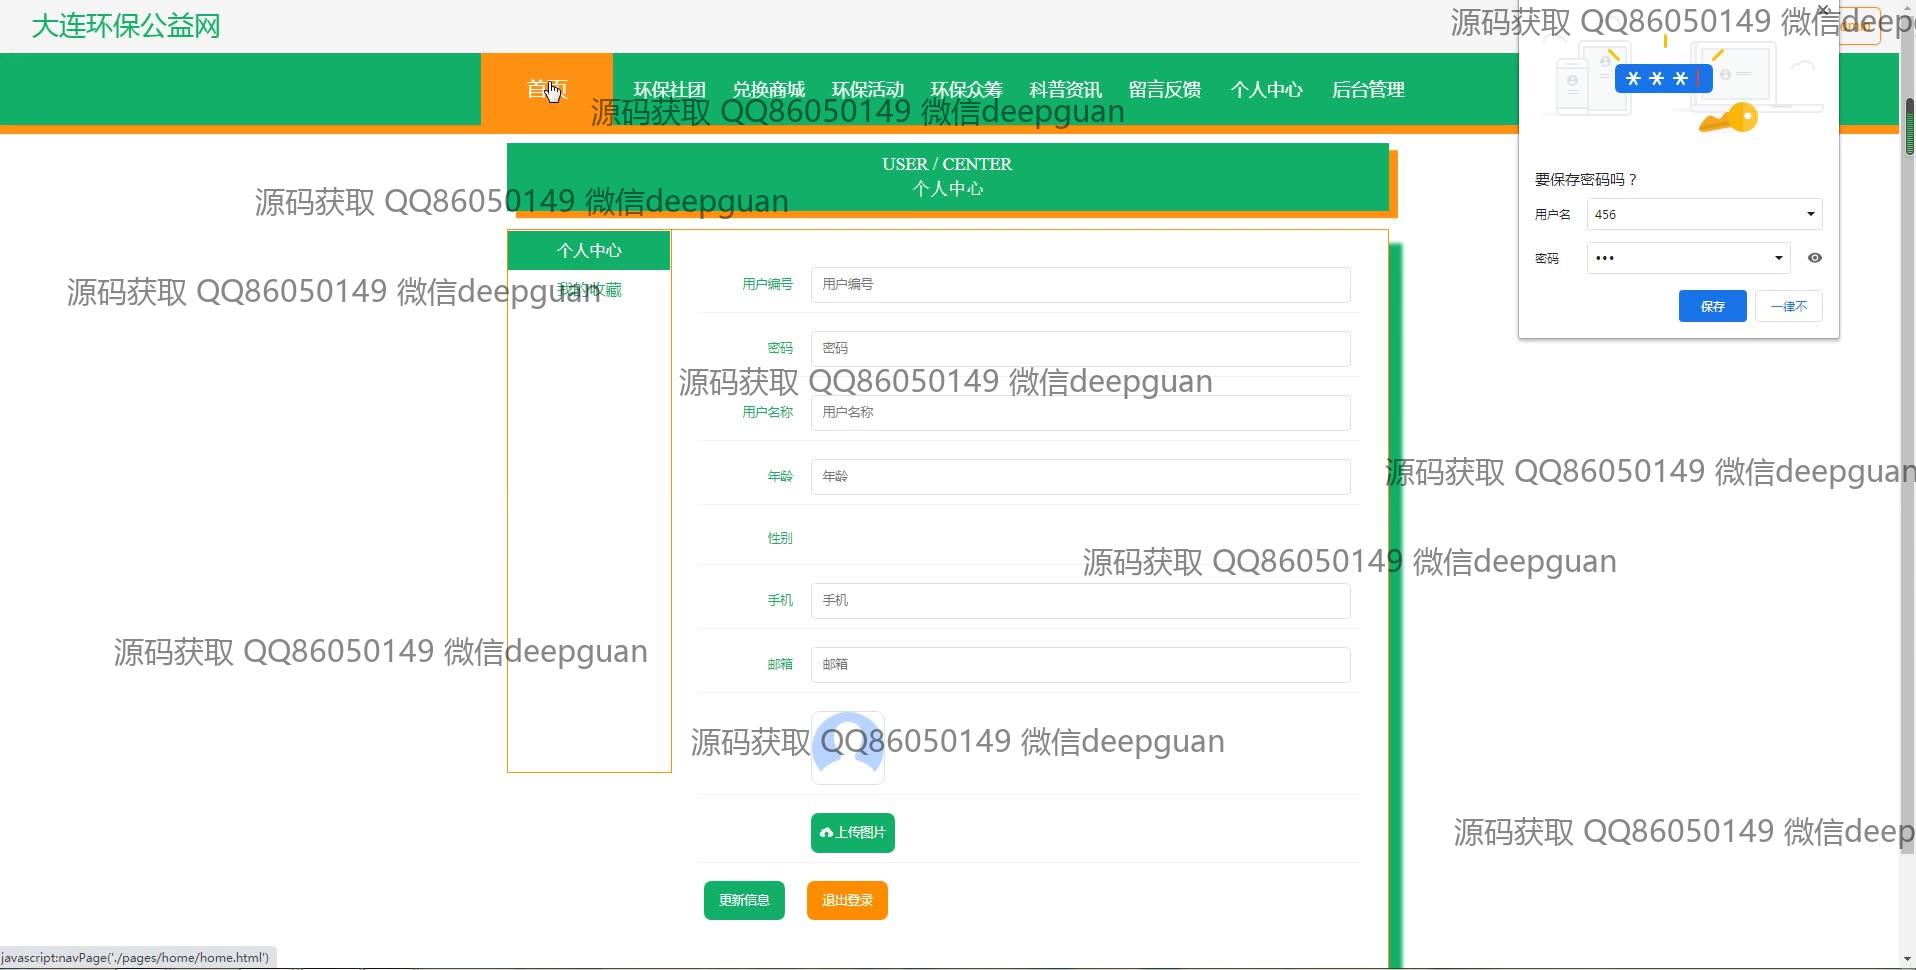 大连环保公益网
源码获取 QQ86050149 微信deep
首页
环保社团 兑换商城 环保活动 环保众筹 科普资讯 留言反馈 个人中心 后台管理
源码获取 QQ86050149 微信deepguan
USER / CENTER
个人中心
源码获取 QQ86050149 微信deepguan
要保存密码吗？
用户名 456
密码 •••
保存 一律不
个人中心
我的收藏
源码获取 QQ86050149 微信deepguan
用户编号 用户编号
密码 密码
源码获取 QQ86050149 微信deepguan
用户名称 用户名称
年龄 年龄
源码获取 QQ86050149 微信deepguan
性别
源码获取 QQ86050149 微信deepguan
手机 手机
源码获取 QQ86050149 微信deepguan
邮箱 邮箱
源码获取 QQ86050149 微信deepguan
上传图片
源码获取 QQ86050149 微信deep
更新信息 退出登录
javascript:navPage('./pages/home/home.html')